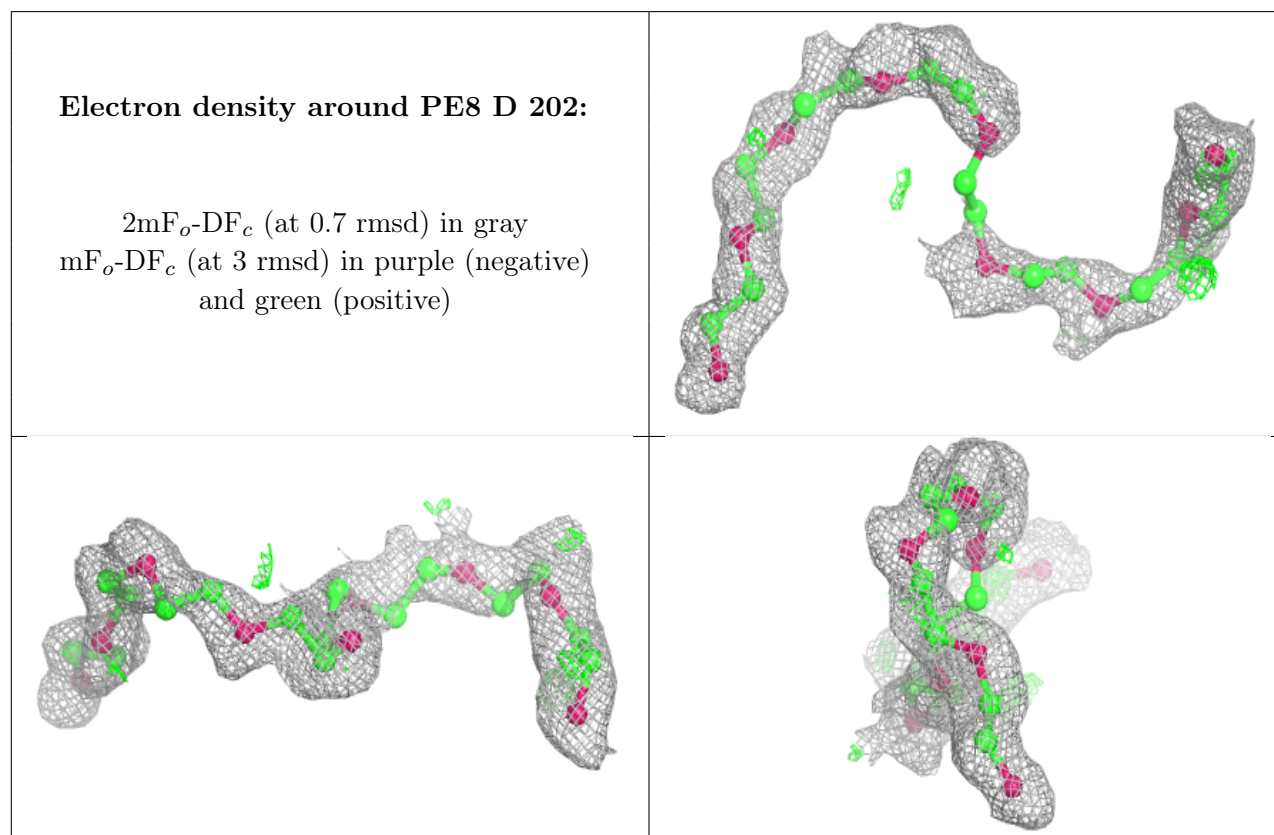 Electron density around PE8 D 202:
2mFo-DFc (at 0.7 rmsd) in gray
mFo-DFc (at 3 rmsd) in purple (negative)
and green (positive)